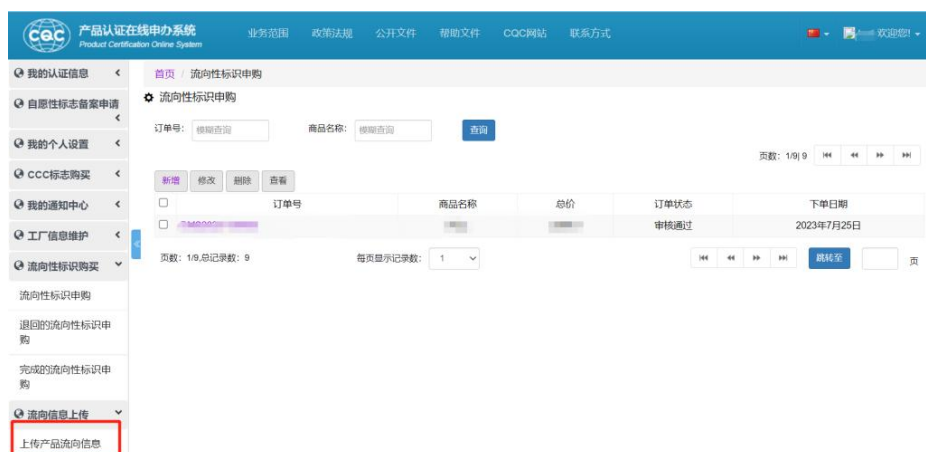 CQC 产品认证在线申办系统
Product Certification Online System
业务范围 政策法规 公开文件 帮助文件 CQC网站 联系方式
欢迎您!
我的认证信息
自愿性标志备案申请
我的个人设置
CCC标志购买
我的通知中心
工厂信息维护
流向性标识购买
流向性标识申购
退回的流向性标识申
购
完成的流向性标识申
购
流向信息上传
上传产品流向信息
首页 / 流向性标识申购
流向性标识申购
订单号: 模糊查询 商品名称: 模糊查询 查询
页数: 1/9| 9
新增 修改 删除 查看
订单号 商品名称 总价 订单状态 下单日期
审核通过 2023年7月25日
页数: 1/9,总记录数: 9 每页显示记录数: 1 跳转至 页